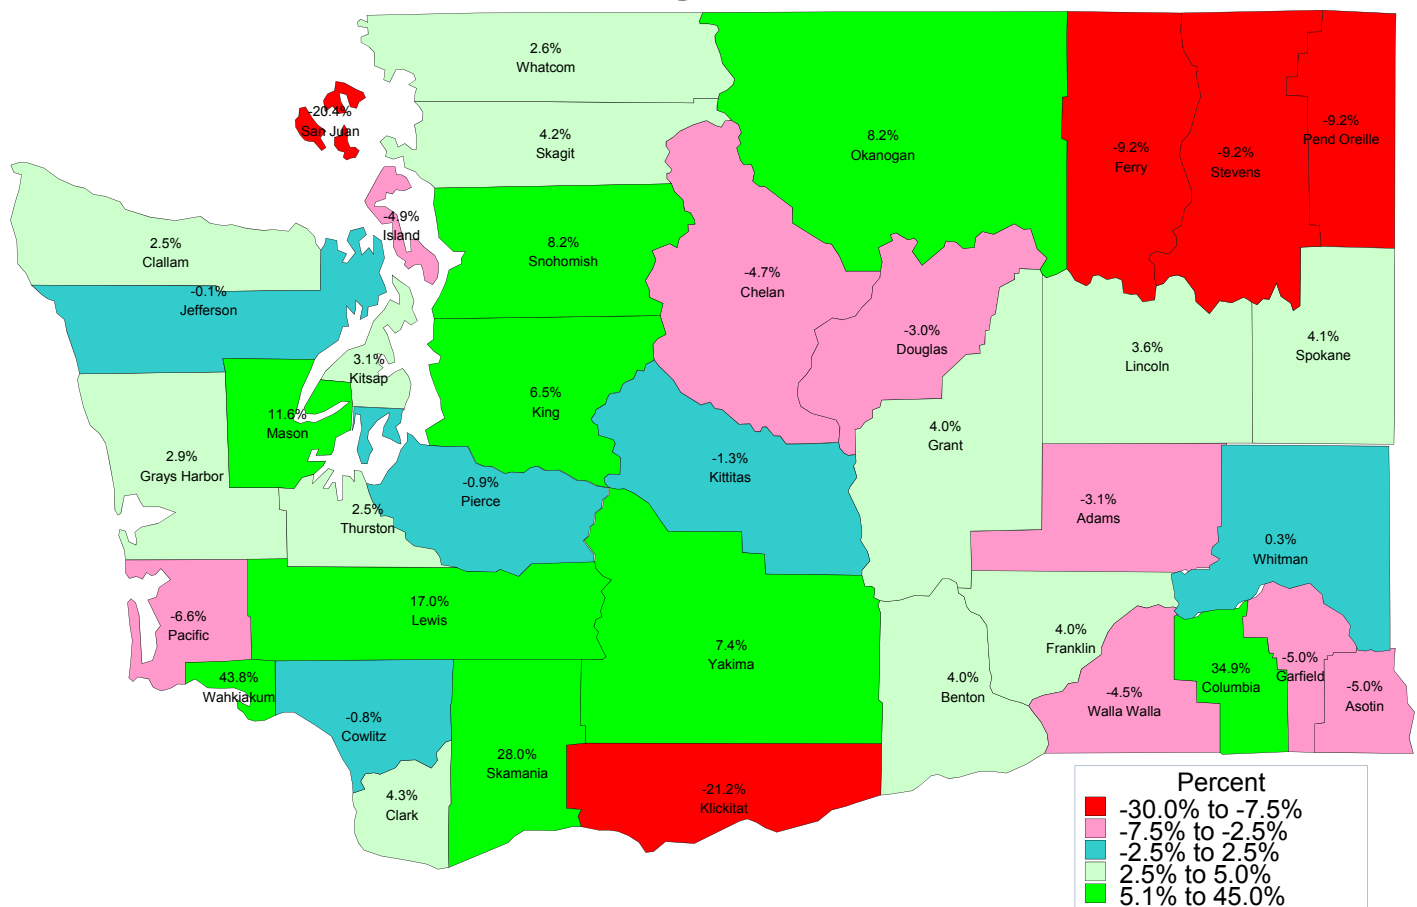 2.6%
Whatcom
-20.4%
San Juan
4.2%
Skagit
8.2%
Okanogan
-9.2%
Ferry
-9.2%
Stevens
-9.2%
Pend Oreille
-4.9%
Island
2.5%
Clallam
8.2%
Snohomish
-4.7%
Chelan
-0.1%
Jefferson
-3.0%
Douglas
3.6%
Lincoln
4.1%
Spokane
3.1%
Kitsap
6.5%
King
11.6%
Mason
4.0%
Grant
2.9%
Grays Harbor
-1.3%
Kittitas
-0.9%
Pierce
-3.1%
Adams
2.5%
Thurston
0.3%
Whitman
17.0%
Lewis
-6.6%
Pacific
7.4%
Yakima
4.0%
Franklin
43.8%
Wahkiakum
4.0%
Benton
-4.5%
Walla Walla
34.9%
Columbia
-5.0%
Garfield
-5.0%
Asotin
-0.8%
Cowlitz
28.0%
Skamania
-21.2%
Klickitat
4.3%
Clark
Percent
-30.0% to -7.5%
-7.5% to -2.5%
-2.5% to 2.5%
2.5% to 5.0%
5.1% to 45.0%